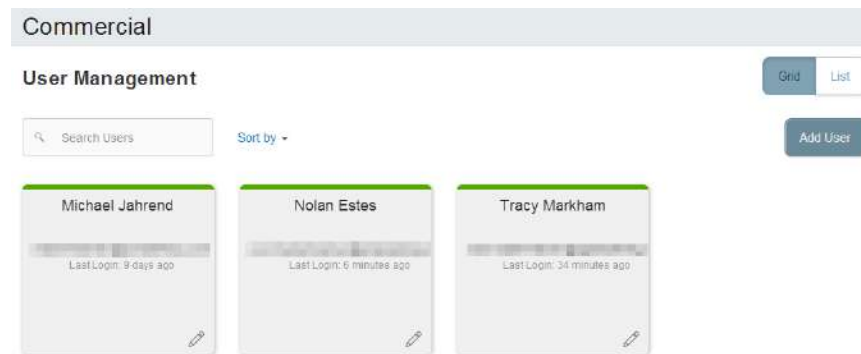 Commercial
User Management
Grid List
Search Users Sort by Add User
Michael Jahrend Nolan Estes Tracy Markham
Last Login: 9 days ago Last Login: 6 minutes ago Last Login: 34 minutes ago